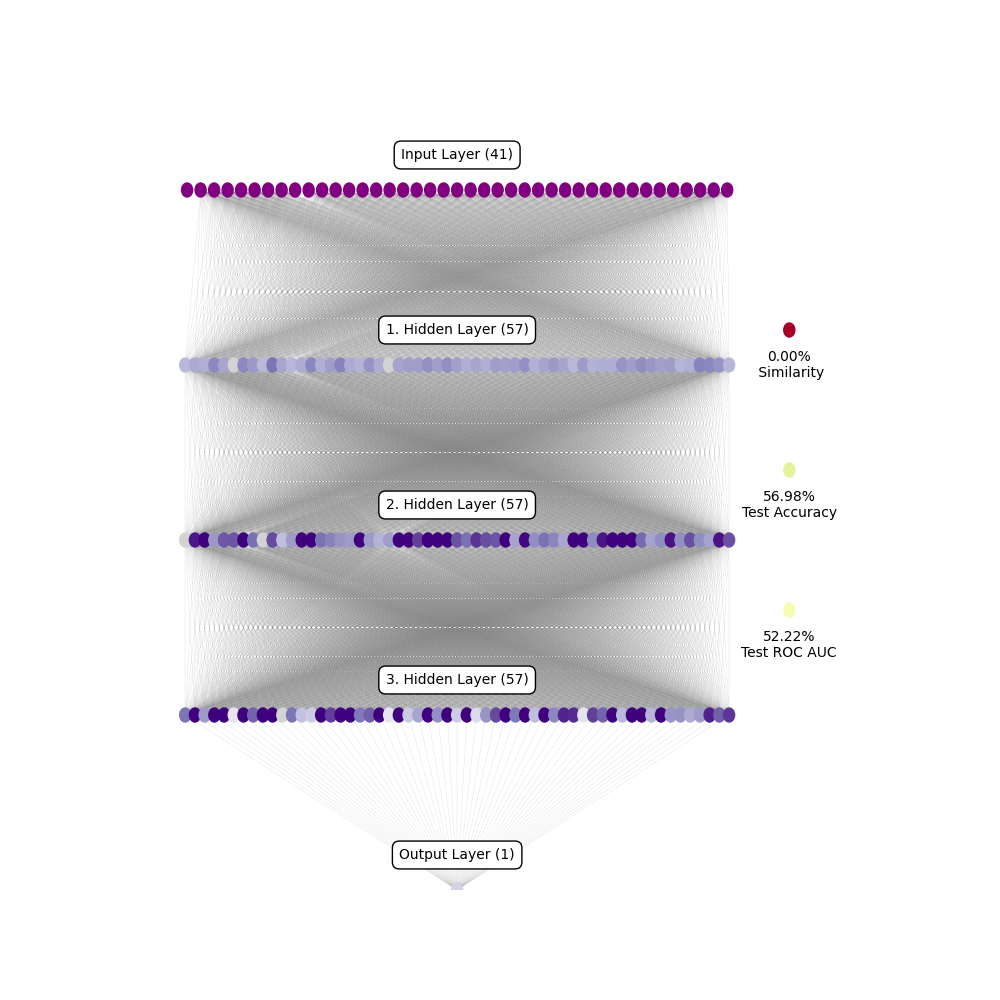 Input Layer (41)
1. Hidden Layer (57)
0.00%
Similarity
2. Hidden Layer (57)
56.98%
Test Accuracy
52.22%
Test ROC AUC
3. Hidden Layer (57)
Output Layer (1)